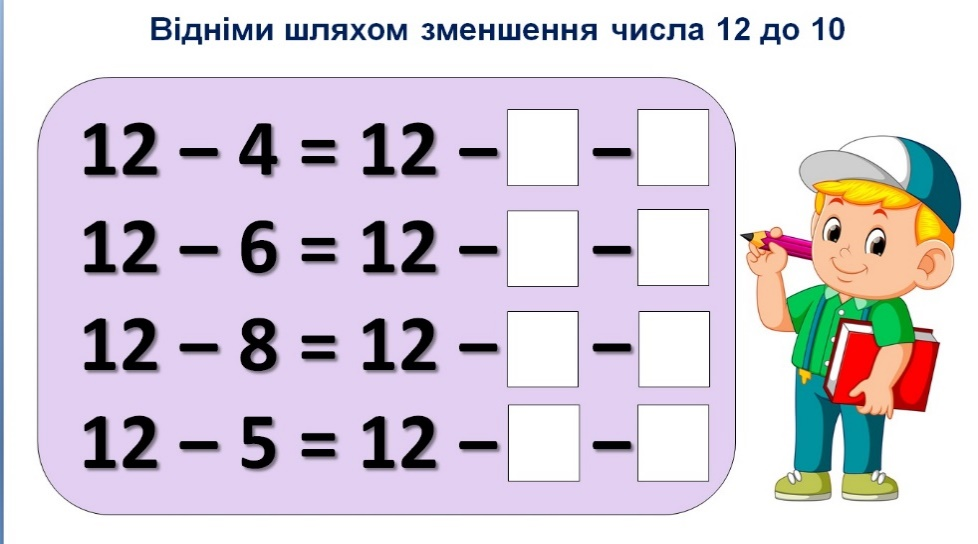 Відніми шляхом зменшення числа 12 до 10
12 – 4 = 12 – –
12 – 6 = 12 – –
12 – 8 = 12 – –
12 – 5 = 12 – –